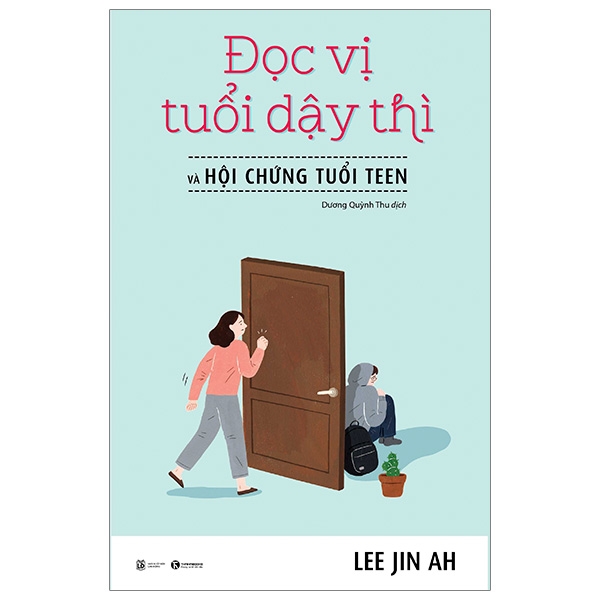 Đọc vị
tuổi dậy thì
VÀ HỘI CHỨNG TUỔI TEEN
Dương Quỳnh Thu dịch
LEE JIN AH